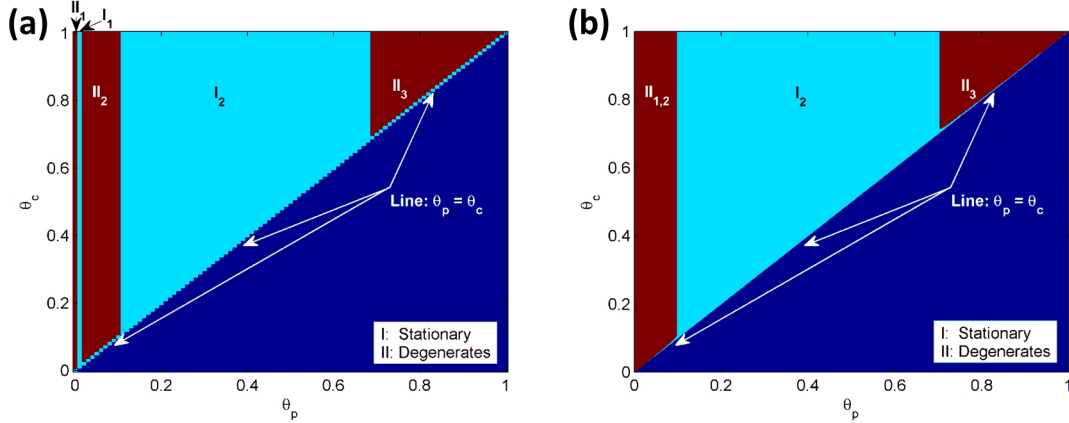 (a)
II₁ I₁
1
0.8
0.6
0.4
0.2
0
θc
II₂
I₂
II₃
Line: θp = θc
I: Stationary
II: Degenerates
0 0.2 0.4 0.6 0.8 1
θp
(b)
1
0.8
0.6
0.4
0.2
0
θc
II₁,₂
I₂
II₃
Line: θp = θc
I: Stationary
II: Degenerates
0 0.2 0.4 0.6 0.8 1
θp